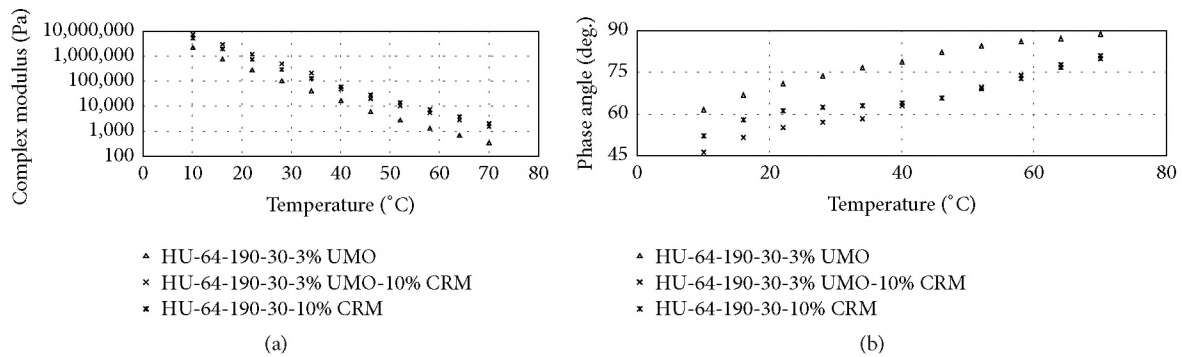 Complex modulus (Pa)
10,000,000
1,000,000
100,000
10,000
1,000
100
0 10 20 30 40 50 60 70 80
Temperature (˚C)
HU-64-190-30-3% UMO
HU-64-190-30-3% UMO-10% CRM
HU-64-190-30-10% CRM
(a)
Phase angle (deg.)
90
75
60
45
0 20 40 60 80
Temperature (˚C)
HU-64-190-30-3% UMO
HU-64-190-30-3% UMO-10% CRM
HU-64-190-30-10% CRM
(b)